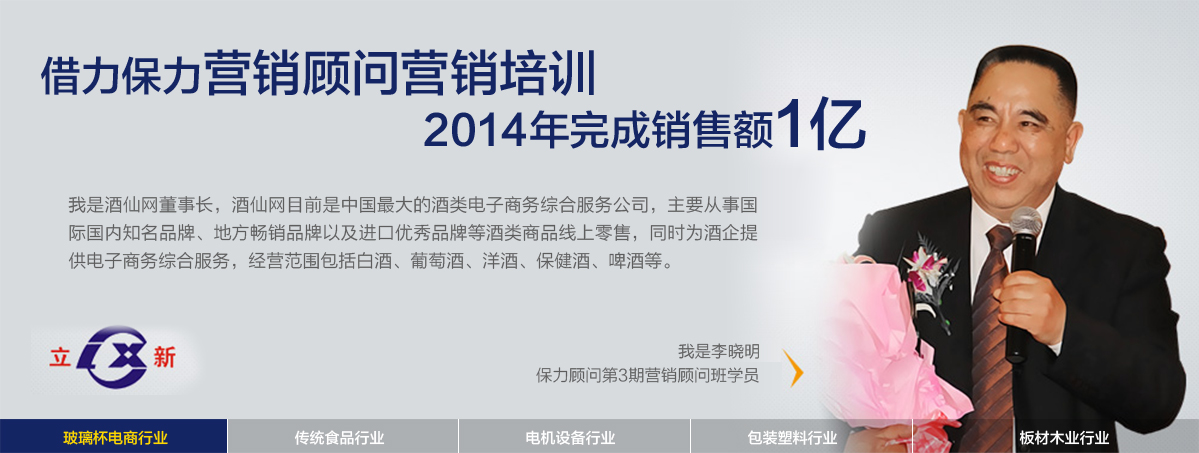 借力保力营销顾问营销培训
2014年完成销售额1亿
我是酒仙网董事长，酒仙网目前是中国最大的酒类电子商务综合服务公司，主要从事国
际国内知名品牌、地方畅销品牌以及进口优秀品牌等酒类商品线上零售，同时为酒企提
供电子商务综合服务，经营范围包括白酒、葡萄酒、洋酒、保健酒、啤酒等。
立 LX 新
我是李晓明
保力顾问第3期营销顾问班学员
玻璃杯电商行业 传统食品行业 电机设备行业 包装塑料行业 板材木业行业